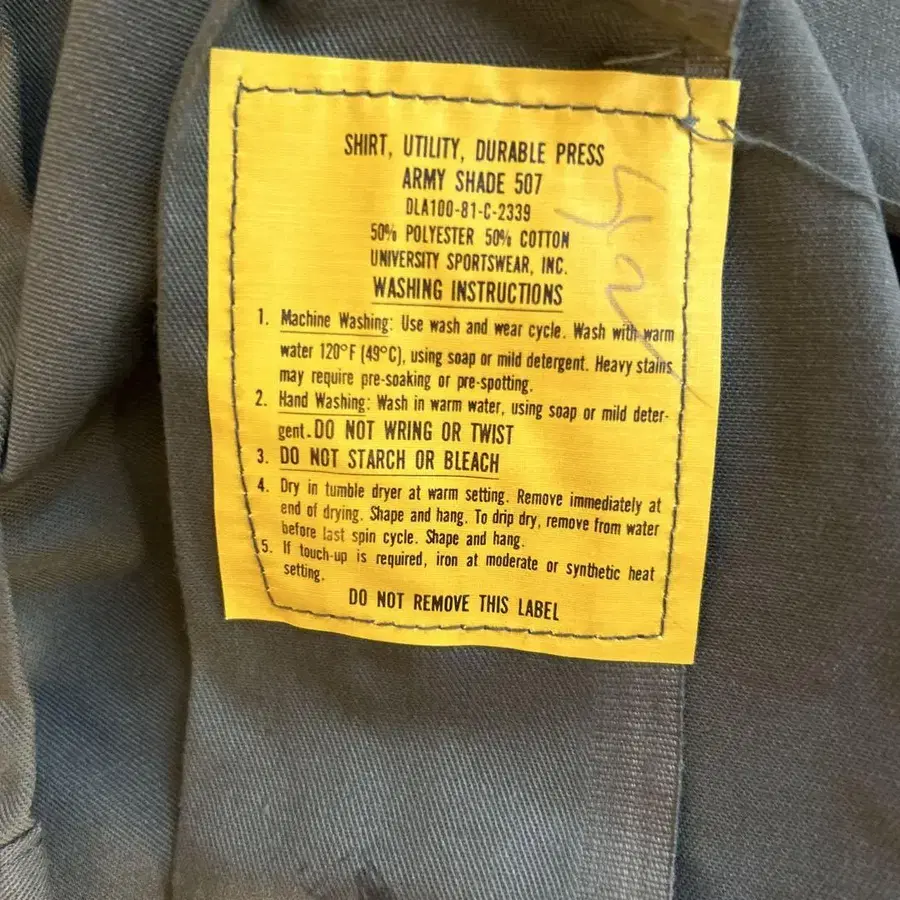 SHIRT, UTILITY, DURABLE PRESS
ARMY SHADE 507
DLA100-81-C-2339
50% POLYESTER 50% COTTON
UNIVERSITY SPORTSWEAR, INC.
WASHING INSTRUCTIONS
1. Machine Washing: Use wash and wear cycle. Wash with warm
water 120°F (49°C), using soap or mild detergent. Heavy stains
may require pre-soaking or pre-spotting.
2. Hand Washing: Wash in warm water, using soap or mild deter-
gent. DO NOT WRING OR TWIST
3. DO NOT STARCH OR BLEACH
4. Dry in tumble dryer at warm setting. Remove immediately at
end of drying. Shape and hang. To drip dry, remove from water
before last spin cycle. Shape and hang.
5. If touch-up is required, iron at moderate or synthetic heat
setting.
DO NOT REMOVE THIS LABEL